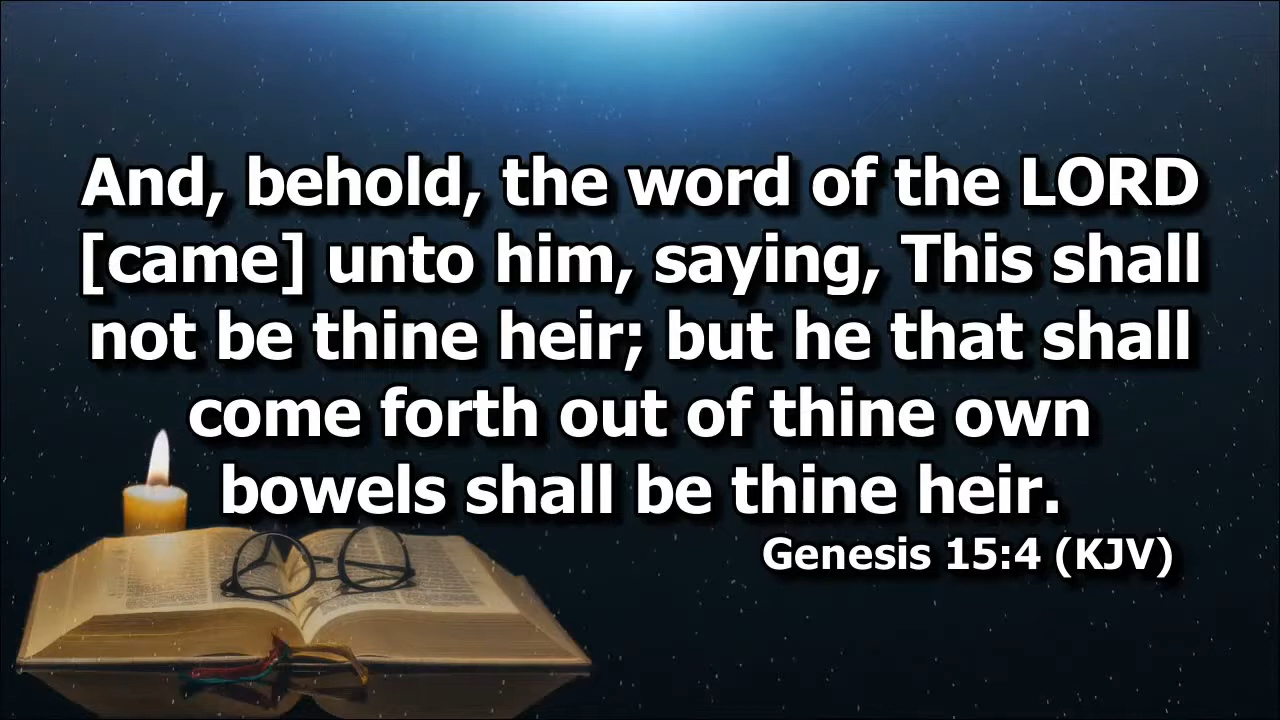 And, behold, the word of the LORD
[came] unto him, saying, This shall
not be thine heir; but he that shall
come forth out of thine own
bowels shall be thine heir.
Genesis 15:4 (KJV)